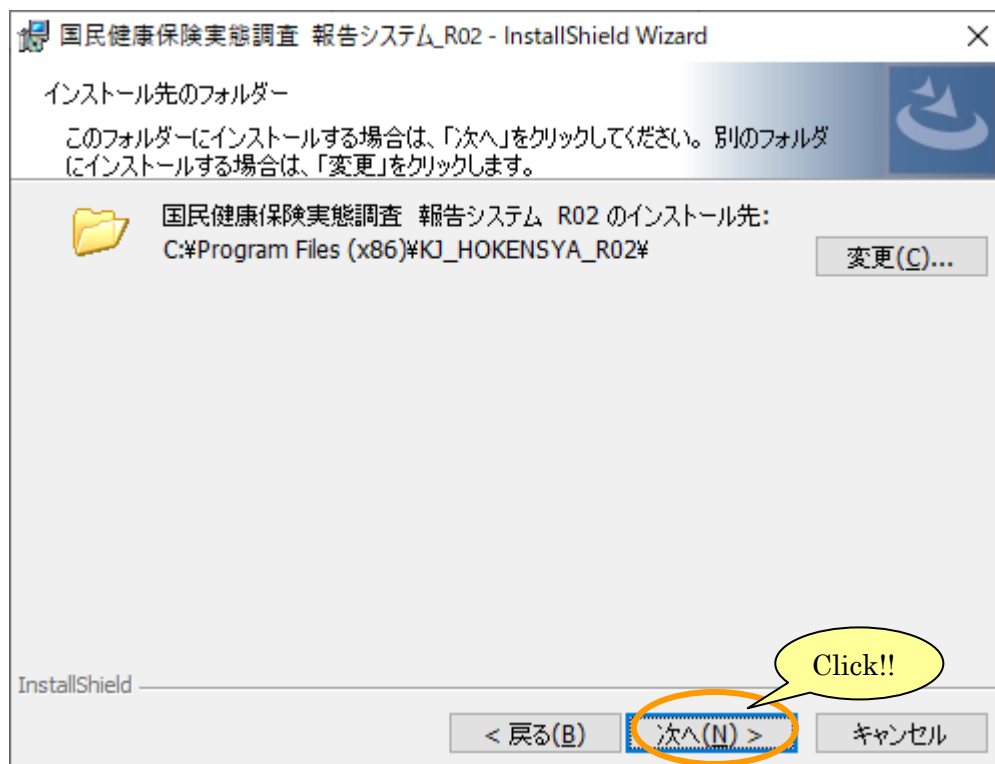 国民健康保険実態調査 報告システム_R02 - InstallShield Wizard
インストール先のフォルダー
このフォルダーにインストールする場合は、「次へ」をクリックしてください。別のフォルダ
にインストールする場合は、「変更」をクリックします。
国民健康保険実態調査 報告システム R02 のインストール先:
C:¥Program Files (x86)¥KJ_HOKENSYA_R02¥
変更(C)...
Click!!
InstallShield
< 戻る(B)
次へ(N) >
キャンセル